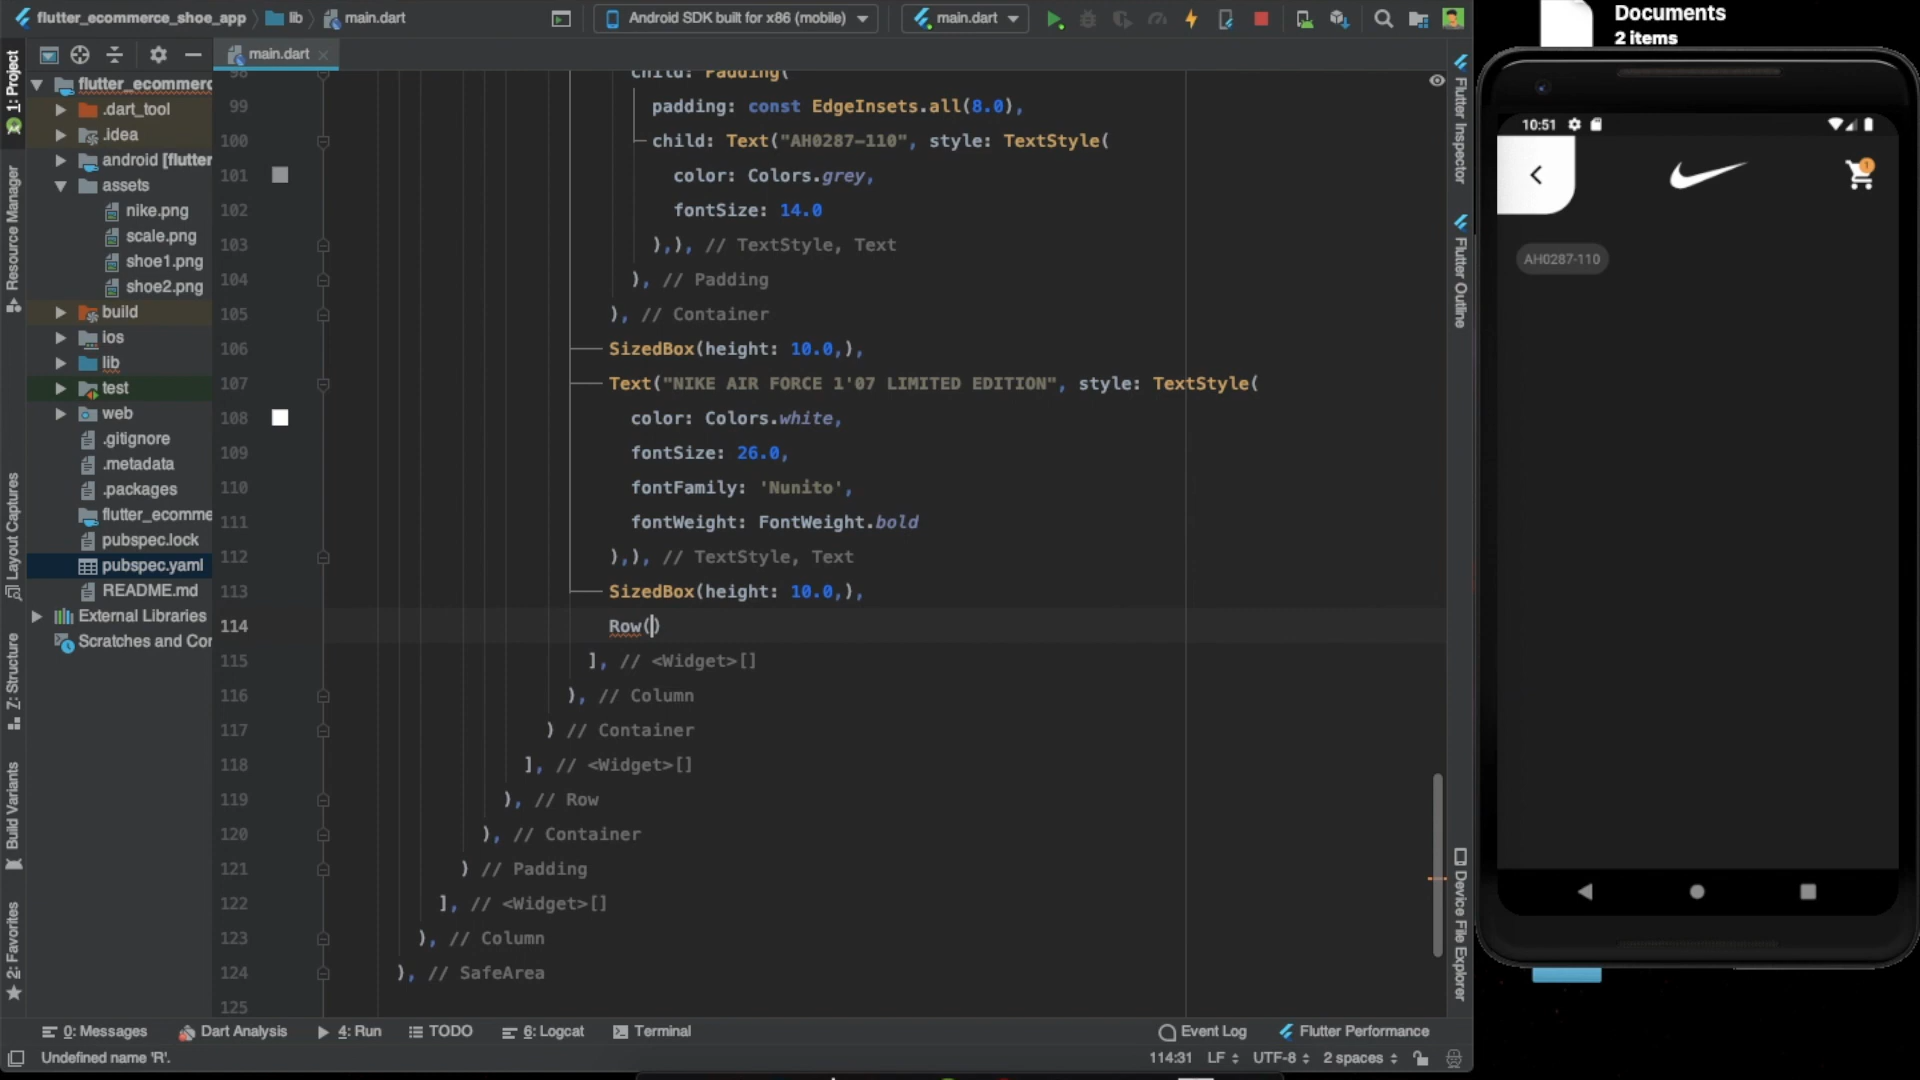 flutter_ecommerce_shoe_app
lib
main.dart
Android SDK built for x86 (mobile)
main.dart
Documents
2 items
main.dart
1: Project
Resource Manager
Layout Captures
7: Structure
Build Variants
2: Favorites
flutter_ecommerc
.dart_tool
.idea
android [flutter
assets
nike.png
scale.png
shoe1.png
shoe2.png
build
ios
lib
test
web
.gitignore
.metadata
.packages
flutter_ecomme
pubspec.lock
pubspec.yaml
README.md
External Libraries
Scratches and Cor
98 child: Padding(
99 padding: const EdgeInsets.all(8.0),
100 child: Text("AH0287-110", style: TextStyle(
101 color: Colors.grey,
102 fontSize: 14.0
103 ),), // TextStyle, Text
104 ), // Padding
105 ), // Container
106 SizedBox(height: 10.0,),
107 Text("NIKE AIR FORCE 1'07 LIMITED EDITION", style: TextStyle(
108 color: Colors.white,
109 fontSize: 26.0,
110 fontFamily: 'Nunito',
111 fontWeight: FontWeight.bold
112 ),), // TextStyle, Text
113 SizedBox(height: 10.0,),
114 Row()
115 ], // <Widget>[]
116 ), // Column
117 ) // Container
118 ], // <Widget>[]
119 ), // Row
120 ), // Container
121 ) // Padding
122 ], // <Widget>[]
123 ), // Column
124 ), // SafeArea
125
Flutter Inspector
Flutter Outline
Device File Explorer
10:51
1
AH0287-110
0: Messages
Dart Analysis
4: Run
TODO
6: Logcat
Terminal
Event Log
Flutter Performance
Undefined name 'R'.
114:31 LF UTF-8 2 spaces